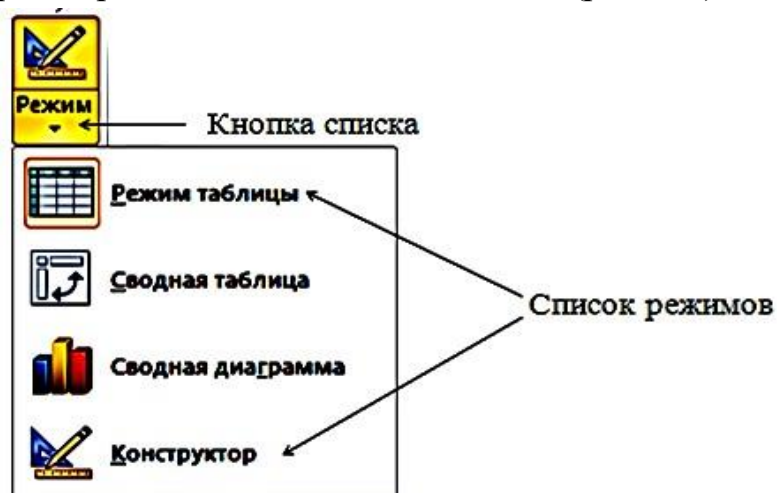 Режим
Кнопка списка
Режим таблицы
Сводная таблица
Список режимов
Сводная диаграмма
Конструктор